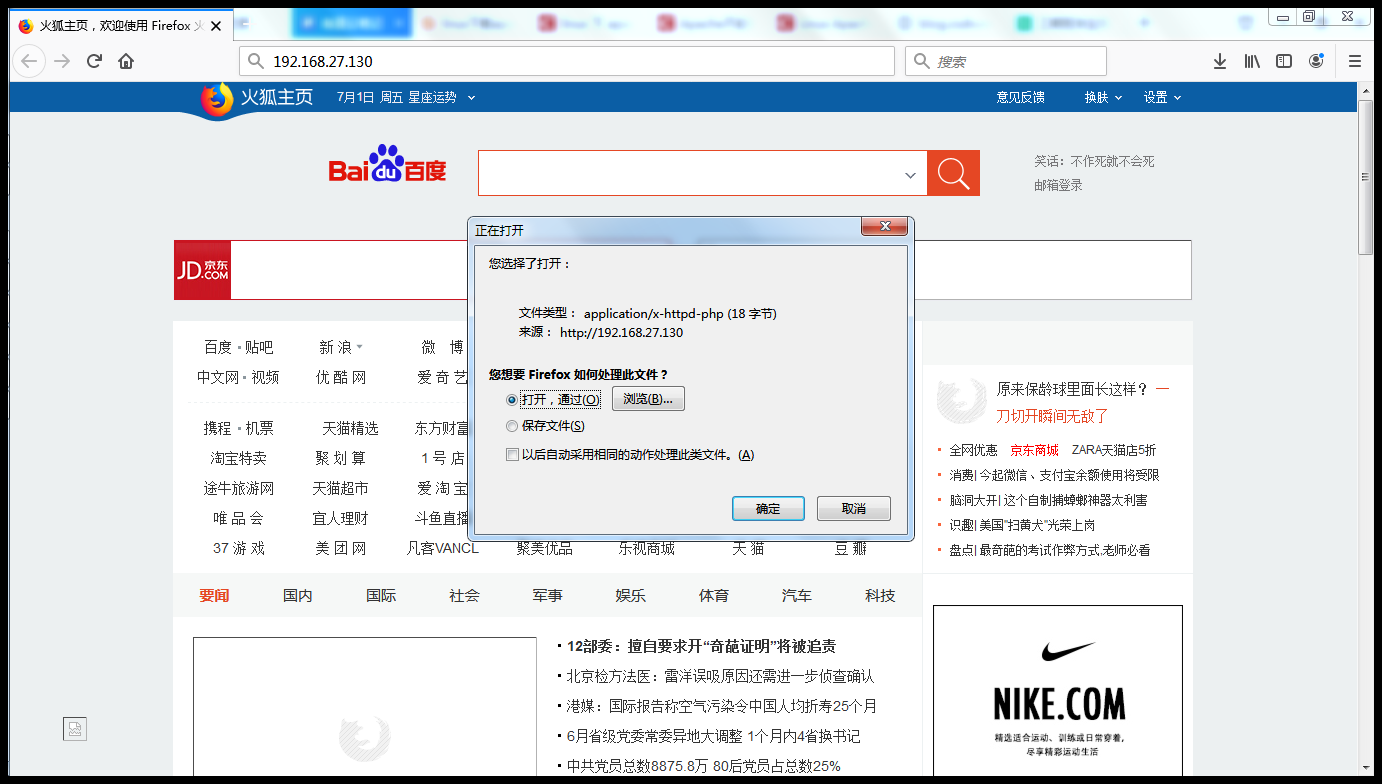 火狐主页，欢迎使用 Firefox 火
192.168.27.130
搜索
火狐主页 7月1日 周五 星座运势 意见反馈 换肤 设置
Bai du 百度
笑话：不作死就不会死
邮箱登录
JD.京东
.COM
正在打开
您选择了打开：
文件类型： application/x-httpd-php (18 字节)
来源： http://192.168.27.130
您想要 Firefox 如何处理此文件？
打开，通过(O) 浏览(B)...
保存文件(S)
以后自动采用相同的动作处理此类文件。(A)
确定 取消
百度·贴吧 新浪 微 博
中文网·视频 优酷网 爱奇艺
携程·机票 天猫精选 东方财富
淘宝特卖 聚划算 1号店
途牛旅游网 天猫超市 爱淘宝
唯品会 宜人理财 斗鱼直播
37游戏 美团网 凡客VANCL 聚美优品 乐视商城 天猫 豆瓣
原来保龄球里面长这样？一
刀切开瞬间无敌了
全网优惠 京东商城 ZARA天猫店5折
消费| 今起微信、支付宝余额使用将受限
脑洞大开| 这个自制捕蟑螂神器太利害
识趣| 美国"扫黄犬"光荣上岗
盘点| 最奇葩的考试作弊方式,老师必看
要闻 国内 国际 社会 军事 娱乐 体育 汽车 科技
12部委：擅自要求开“奇葩证明”将被追责
北京检方法医：雷洋误吸原因还需进一步侦查确认
港媒：国际报告称空气污染令中国人均折寿25个月
6月省级党委常委异地大调整 1个月内4省换书记
中共党员总数8875.8万 80后党员占总数25%
NIKE.COM
精选适合运动、训练或日常穿着，
尽享精彩运动生活